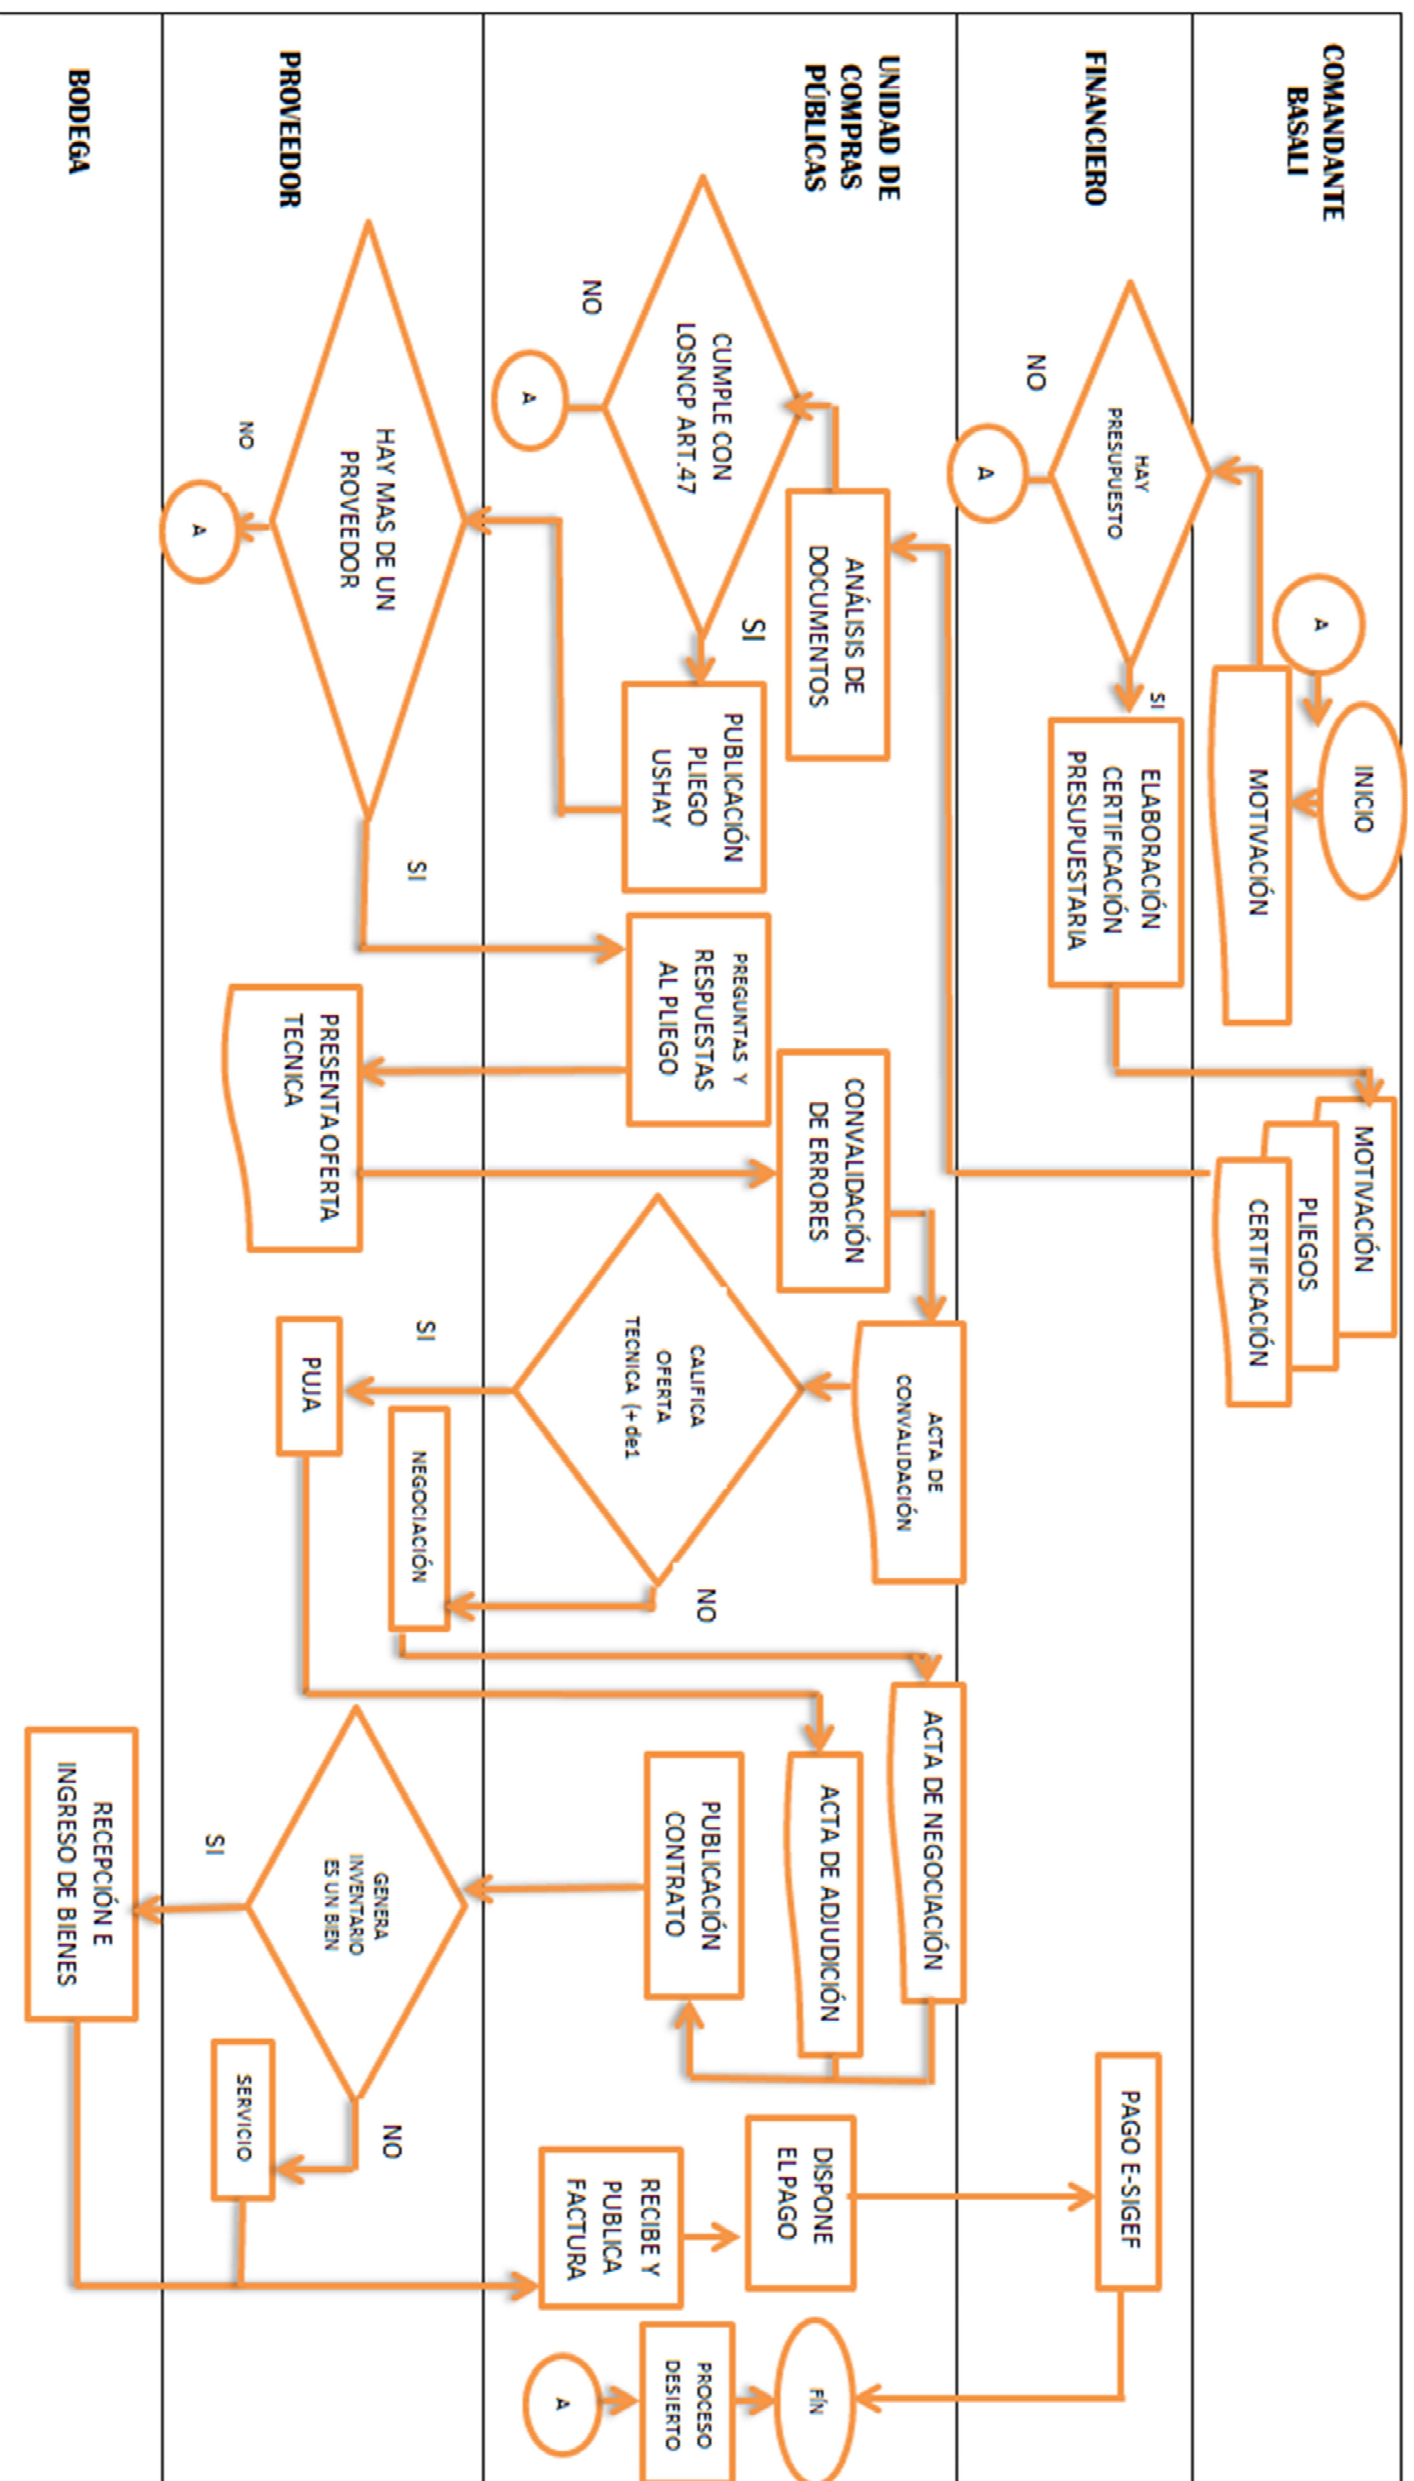 COMANDANTE
BASALI
A
INICIO
MOTIVACIÓN
MOTIVACIÓN
PLIEGOS
CERTIFICACIÓN
FINANCIERO
HAY
PRESUPUESTO
NO
A
SI
ELABORACIÓN
CERTIFICACIÓN
PRESUPUESTARIA
PAGO E-SIGEF
UNIDAD DE
COMPRAS
PÚBLICAS
ANÁLISIS DE
DOCUMENTOS
CUMPLE CON
LOSNCP ART.47
NO
A
SI
PUBLICACIÓN
PLIEGO
USHAY
PREGUNTAS Y
RESPUESTAS
AL PLIEGO
CONVALIDACIÓN
DE ERRORES
ACTA DE
CONVALIDACIÓN
CALIFICA
OFERTA
TECNICA (+de1
NO
ACTA DE NEGOCIACIÓN
ACTA DE ADJUDICIÓN
PUBLICACIÓN
CONTRATO
DISPONE
EL PAGO
RECIBE Y
PUBLICA
FACTURA
FÍN
PROCESO
DESIERTO
A
PROVEEDOR
HAY MAS DE UN
PROVEEDOR
NO
A
SI
PRESENTA OFERTA
TECNICA
SI
PUJA
NEGOCIACIÓN
GENERA
INVENTARIO
ES UN BIEN
SI
NO
SERVICIO
BODEGA
RECEPCIÓN E
INGRESO DE BIENES